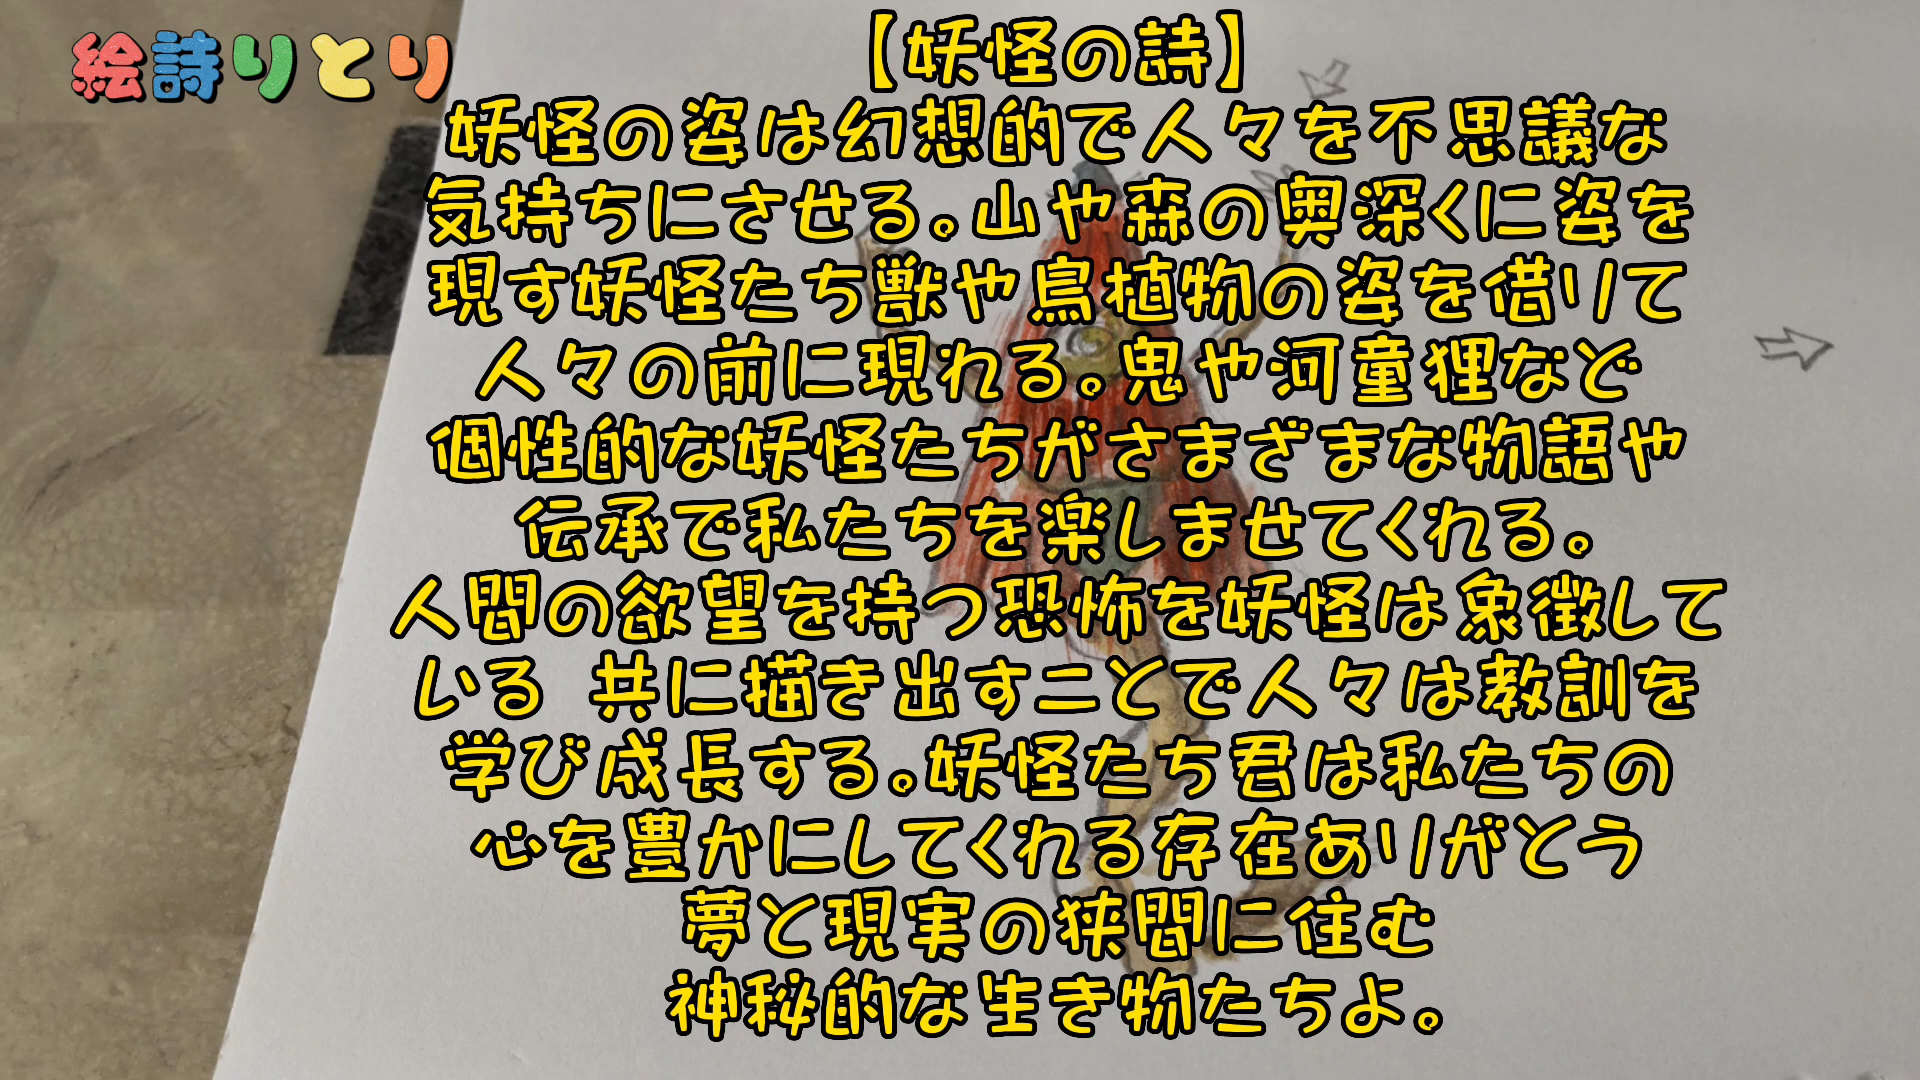 絵詩りとり
【妖怪の詩】
妖怪の姿は幻想的で人々を不思議な
気持ちにさせる。山や森の奥深くに姿を
現す妖怪たち獣や鳥植物の姿を借りて
人々の前に現れる。鬼や河童狸など
個性的な妖怪たちがさまざまな物語や
伝承で私たちを楽しませてくれる。
人間の欲望を持つ恐怖を妖怪は象徴して
いる 共に描き出すことで人々は教訓を
学び成長する。妖怪たち君は私たちの
心を豊かにしてくれる存在ありがとう
夢と現実の狭間に住む
神秘的な生き物たちよ。